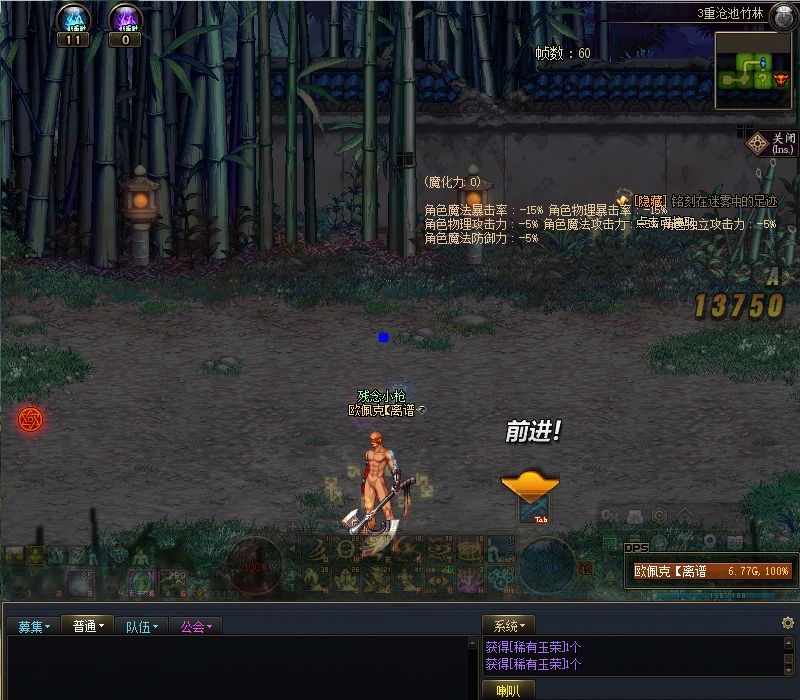 3重沧池竹林
11
0
帧数：60
关闭
(Ins.)
(魔化力: 0)
[隐藏] 铭刻在迷雾中的足迹
角色魔法暴击率：-15% 角色物理暴击率：-15%
角色物理攻击力：-5% 角色魔法攻击力：-5% 角色独立攻击力：-5%
角色魔法防御力：-5%
A
13750
残念小枪
欧佩克【离谱
前进!
Tab
DPS
欧佩克【离谱 6.77G, 100%
100%
100%
募集
普通
队伍
公会
系统
获得[稀有玉荣]1个
获得[稀有玉荣]1个
喇叭